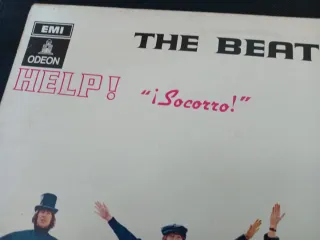 EMI
ODEON
THE BEAT
HELP!
"¡Socorro!"